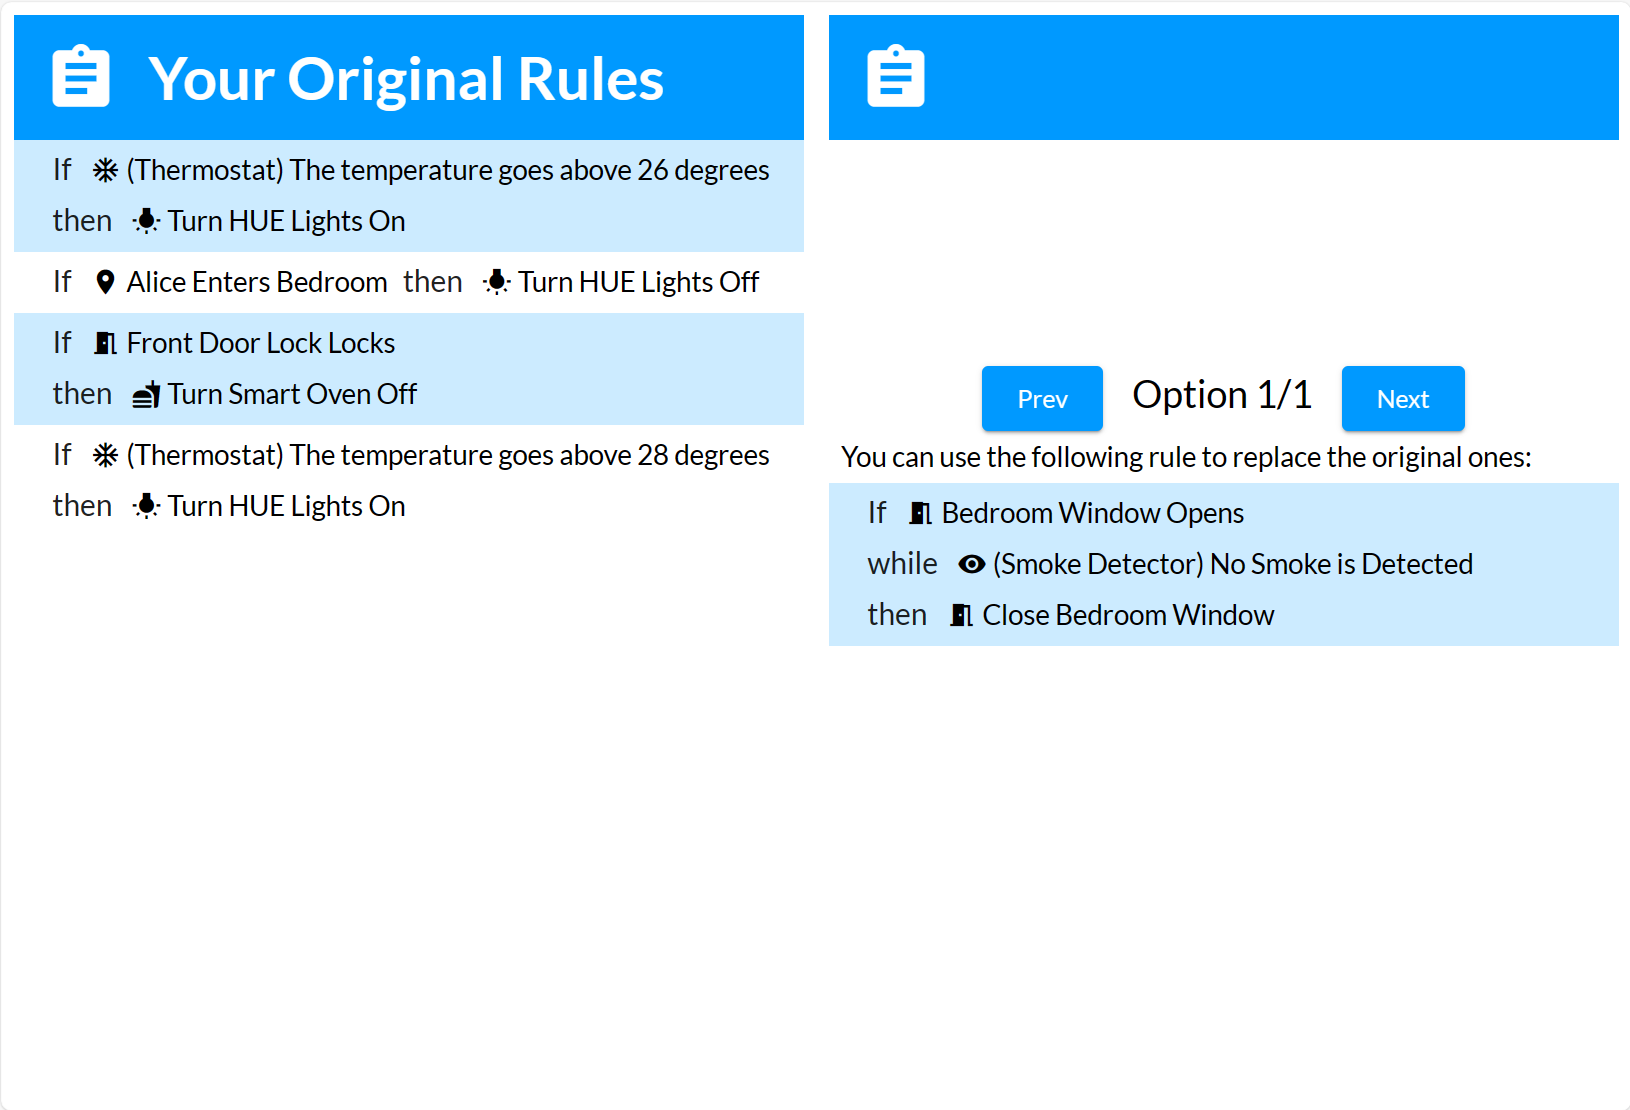 Your Original Rules
If (Thermostat) The temperature goes above 26 degrees
then Turn HUE Lights On
If Alice Enters Bedroom then Turn HUE Lights Off
If Front Door Lock Locks
then Turn Smart Oven Off
If (Thermostat) The temperature goes above 28 degrees
then Turn HUE Lights On
Prev Option 1/1 Next
You can use the following rule to replace the original ones:
If Bedroom Window Opens
while (Smoke Detector) No Smoke is Detected
then Close Bedroom Window